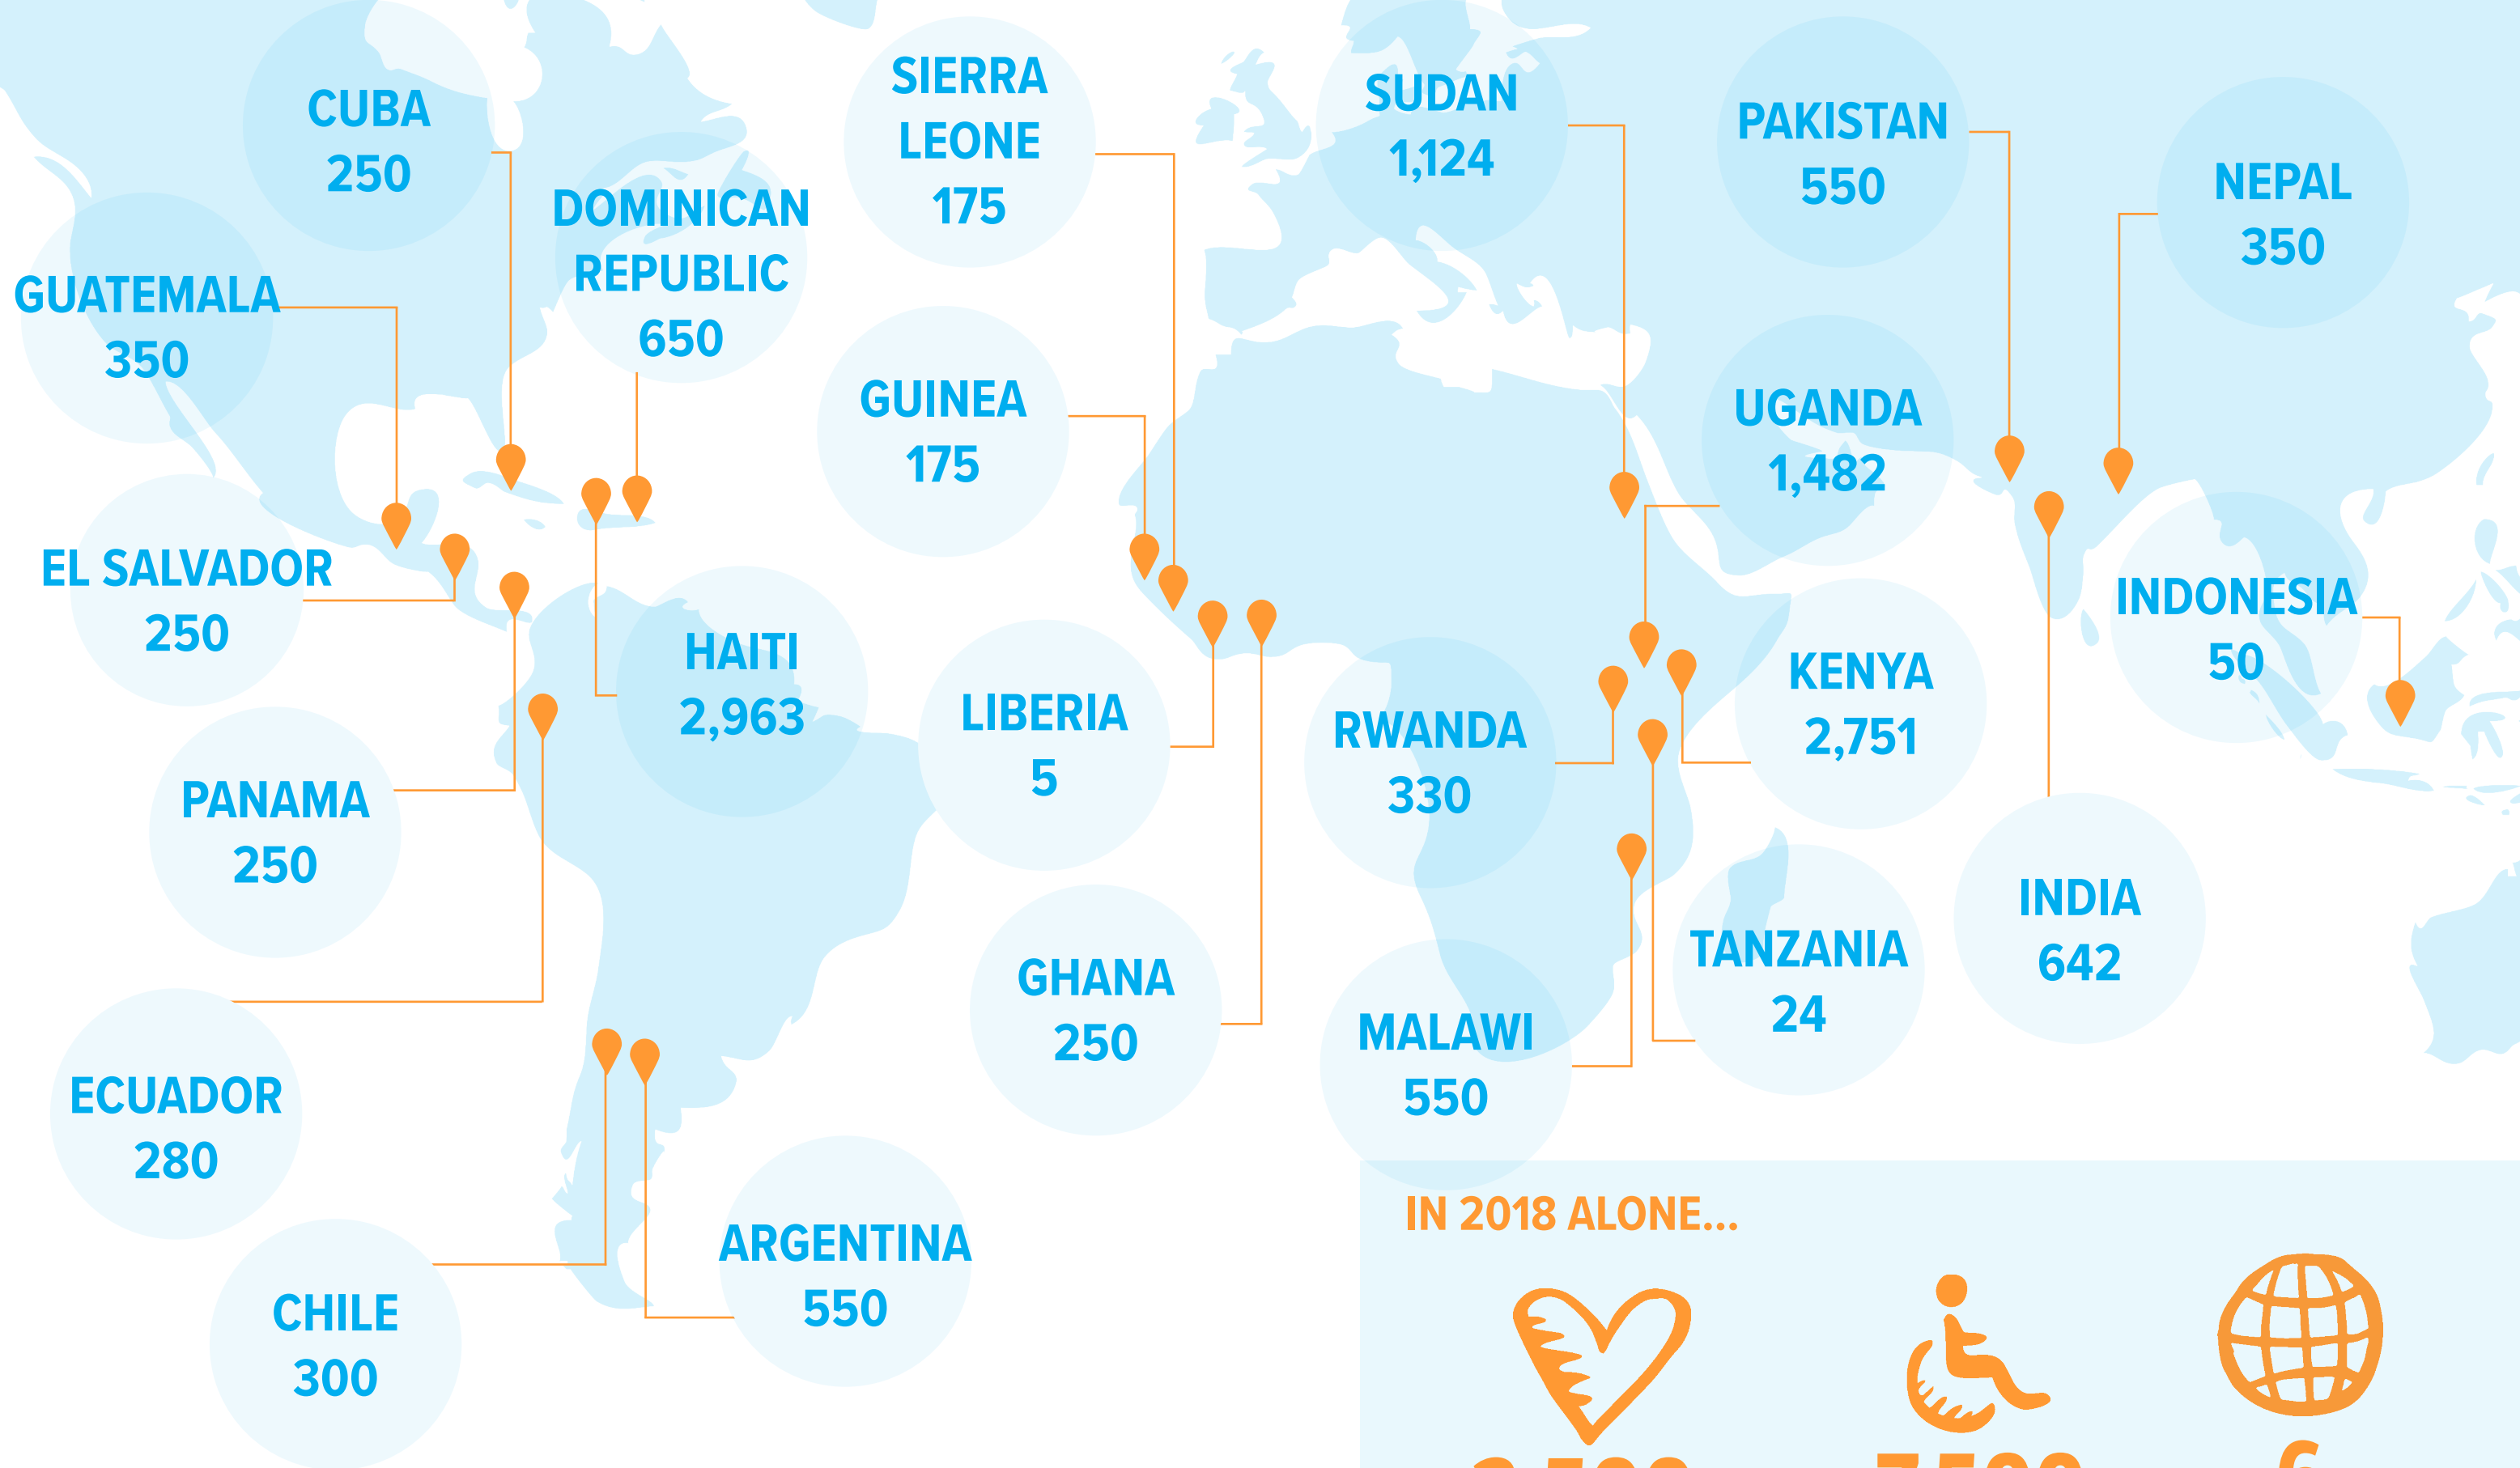 CUBA
250
SIERRA
LEONE
175
SUDAN
1,124
PAKISTAN
550
NEPAL
350
DOMINICAN
REPUBLIC
650
GUATEMALA
350
GUINEA
175
UGANDA
1,482
EL SALVADOR
250
HAITI
2,963
LIBERIA
5
RWANDA
330
KENYA
2,751
INDONESIA
50
PANAMA
250
GHANA
250
MALAWI
550
TANZANIA
24
INDIA
642
ECUADOR
280
ARGENTINA
550
CHILE
300
IN 2018 ALONE...